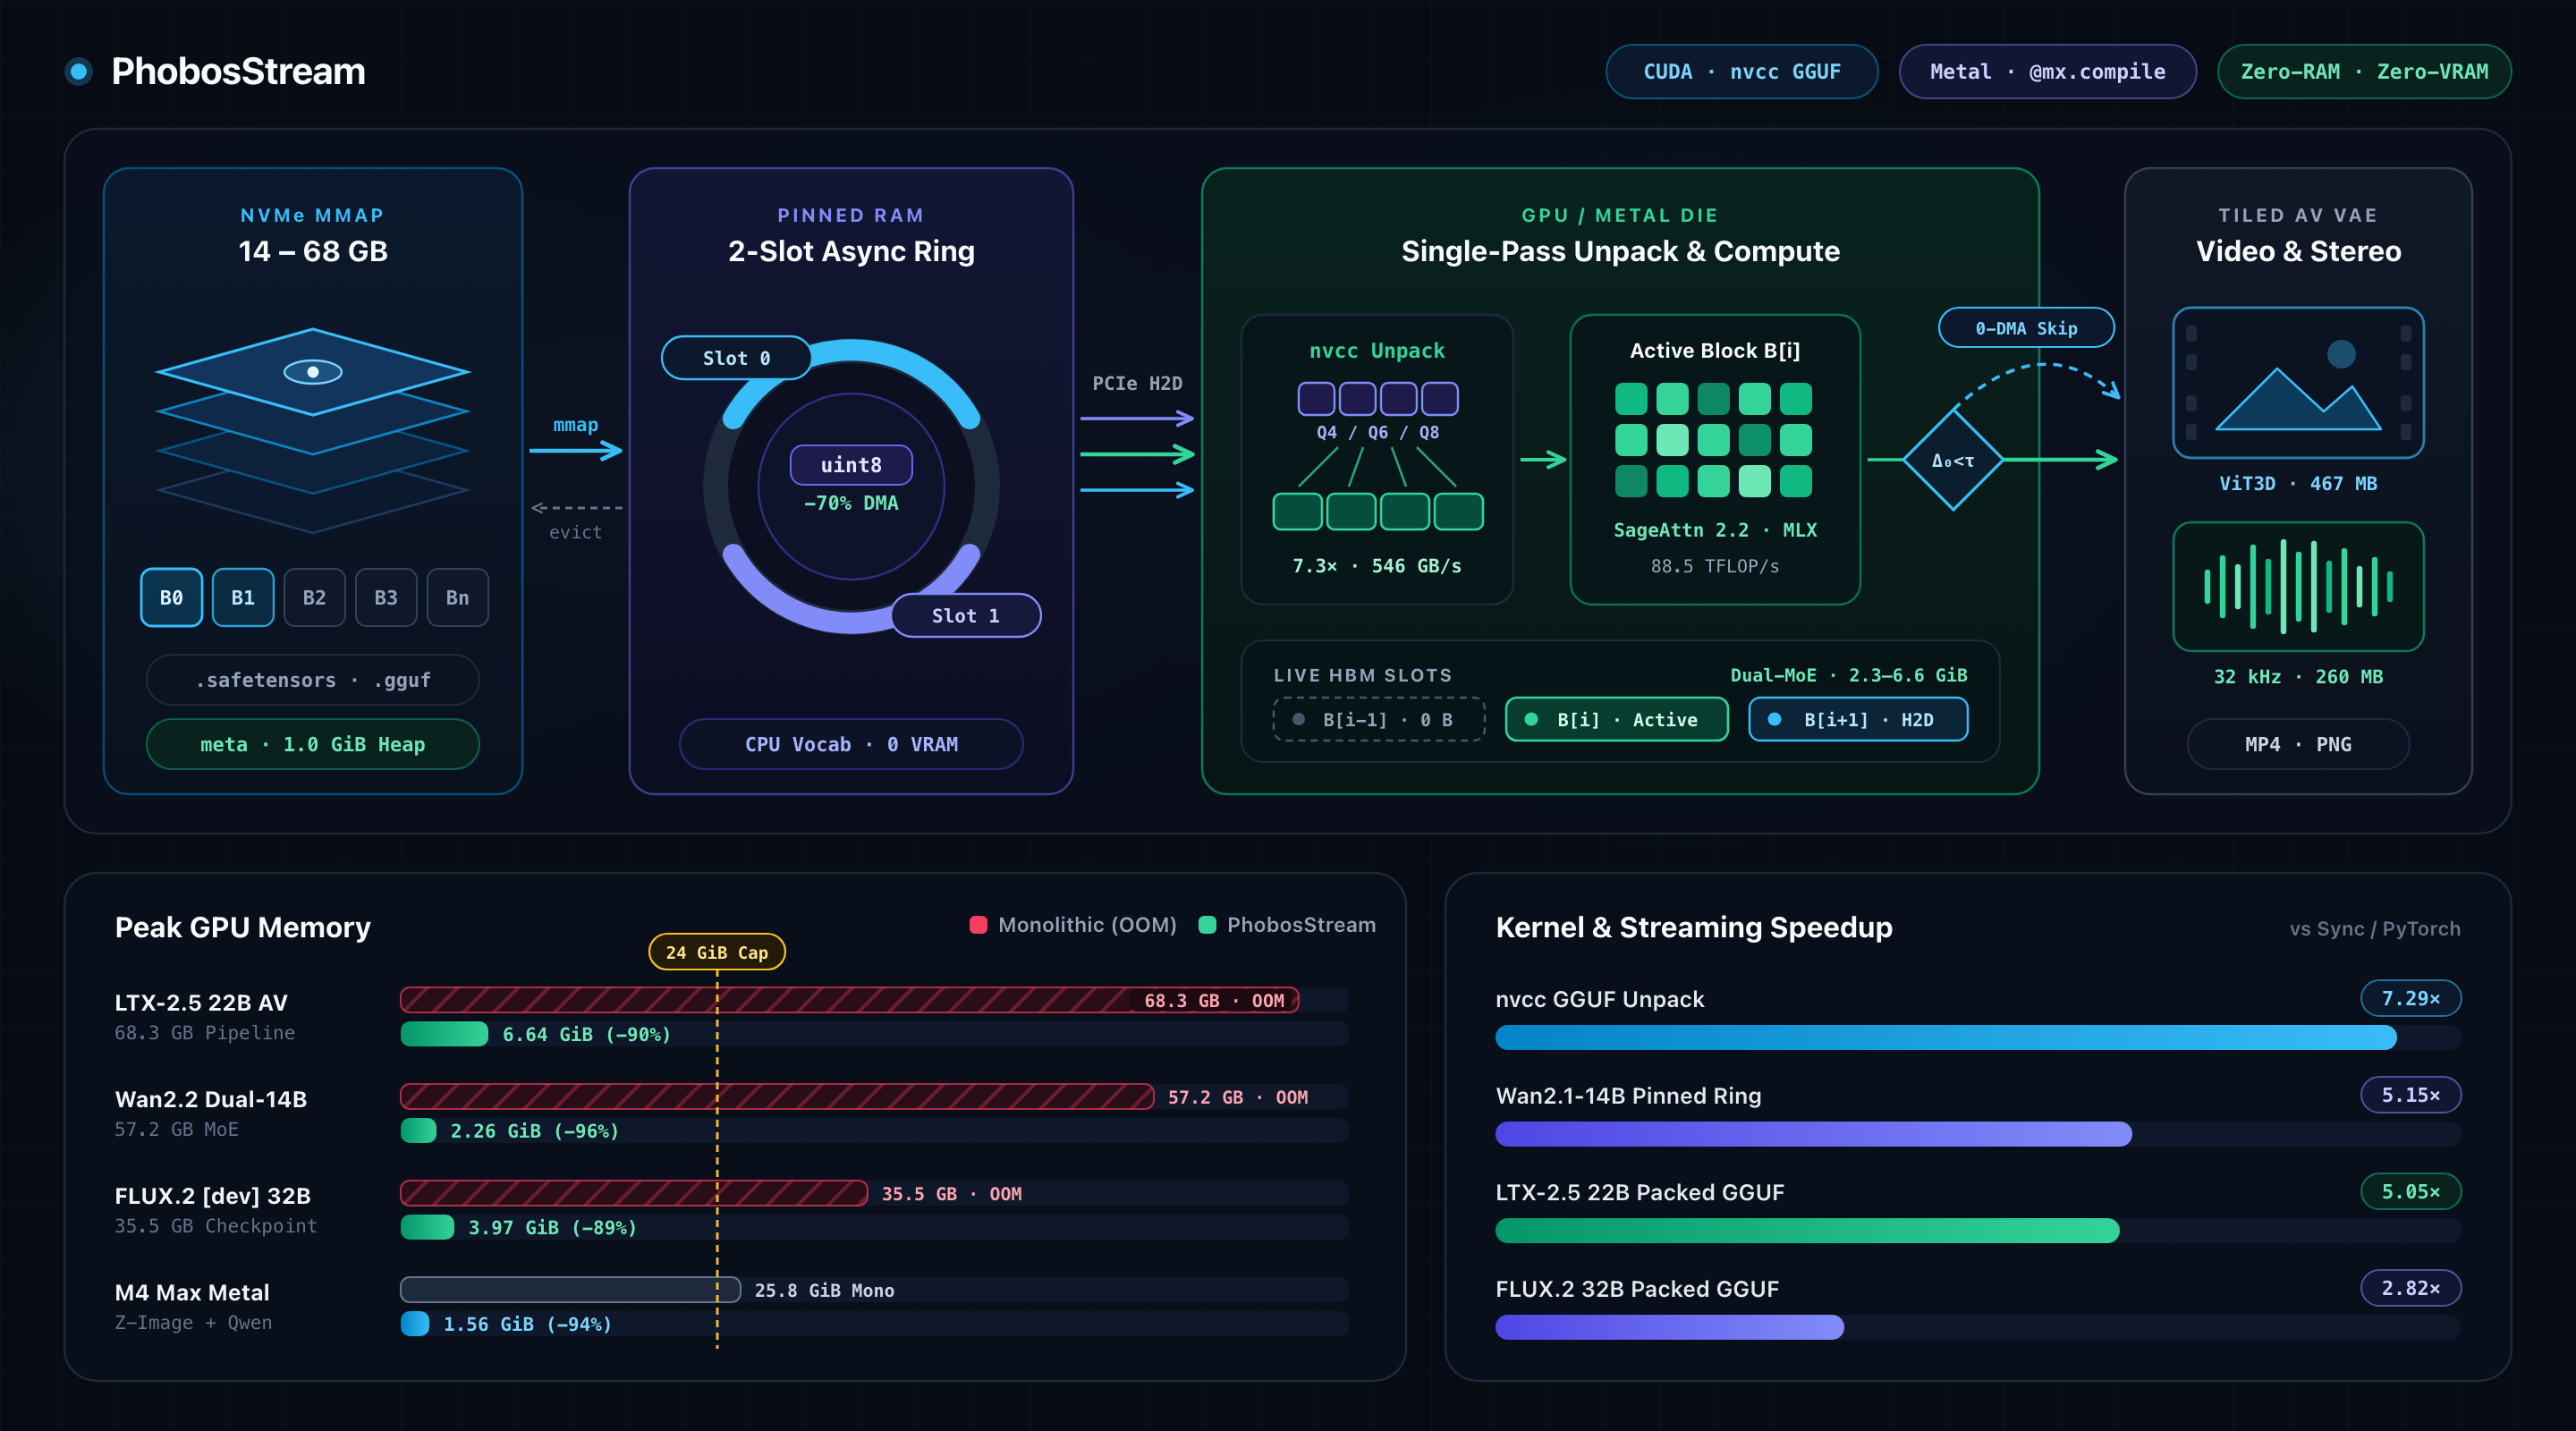 PhobosStream
CUDA · nvcc GGUF
Metal · @mx.compile
Zero-RAM · Zero-VRAM
NVMe MMAP
14 – 68 GB
B0
B1
B2
B3
Bn
.safetensors · .gguf
meta · 1.0 GiB Heap
mmap
evict
PINNED RAM
2-Slot Async Ring
Slot 0
uint8
−70% DMA
Slot 1
CPU Vocab · 0 VRAM
PCIe H2D
GPU / METAL DIE
Single-Pass Unpack & Compute
nvcc Unpack
Q4 / Q6 / Q8
7.3× · 546 GB/s
Active Block B[i]
SageAttn 2.2 · MLX
88.5 TFLOP/s
0-DMA Skip
Δ₀<τ
LIVE HBM SLOTS
Dual-MoE · 2.3–6.6 GiB
B[i−1] · 0 B
B[i] · Active
B[i+1] · H2D
TILED AV VAE
Video & Stereo
ViT3D · 467 MB
32 kHz · 260 MB
MP4 · PNG
Peak GPU Memory
Monolithic (OOM)
PhobosStream
24 GiB Cap
LTX-2.5 22B AV
68.3 GB Pipeline
68.3 GB · OOM
6.64 GiB (−90%)
Wan2.2 Dual-14B
57.2 GB MoE
57.2 GB · OOM
2.26 GiB (−96%)
FLUX.2 [dev] 32B
35.5 GB Checkpoint
35.5 GB · OOM
3.97 GiB (−89%)
M4 Max Metal
Z-Image + Qwen
25.8 GiB Mono
1.56 GiB (−94%)
Kernel & Streaming Speedup
vs Sync / PyTorch
nvcc GGUF Unpack
7.29×
Wan2.1-14B Pinned Ring
5.15×
LTX-2.5 22B Packed GGUF
5.05×
FLUX.2 32B Packed GGUF
2.82×